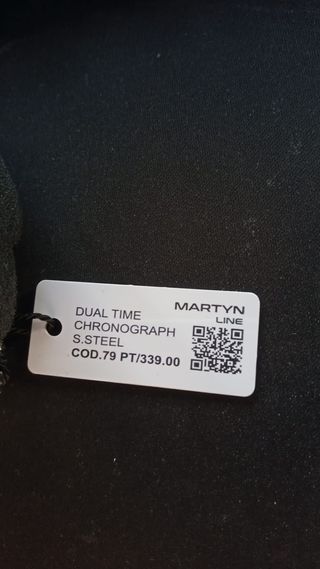 MARTYN
LINE
DUAL TIME
CHRONOGRAPH
S.STEEL
COD.79 PT/339.00